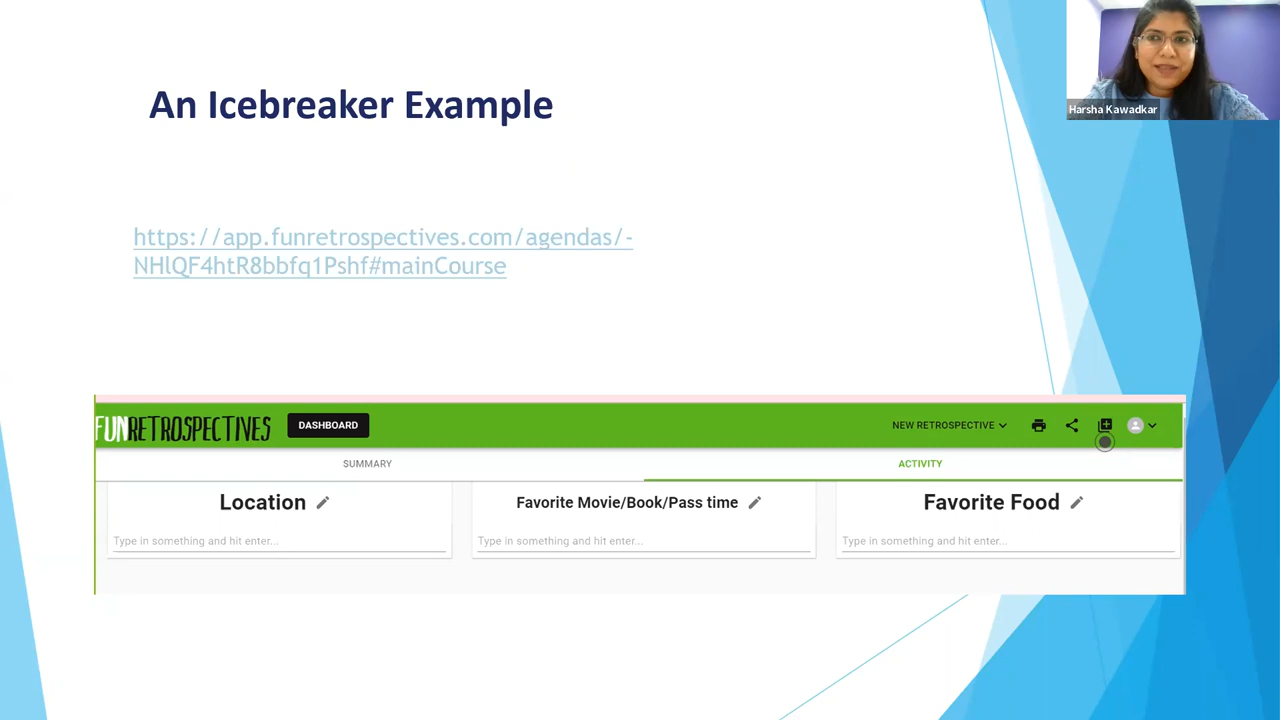 An Icebreaker Example
Harsha Kawadkar
https://app.funretrospectives.com/agendas/-
NHlQF4htR8bbfq1Pshf#mainCourse
FUNRETROSPECTIVES DASHBOARD NEW RETROSPECTIVE
SUMMARY ACTIVITY
Location Favorite Movie/Book/Pass time Favorite Food
Type in something and hit enter... Type in something and hit enter... Type in something and hit enter...